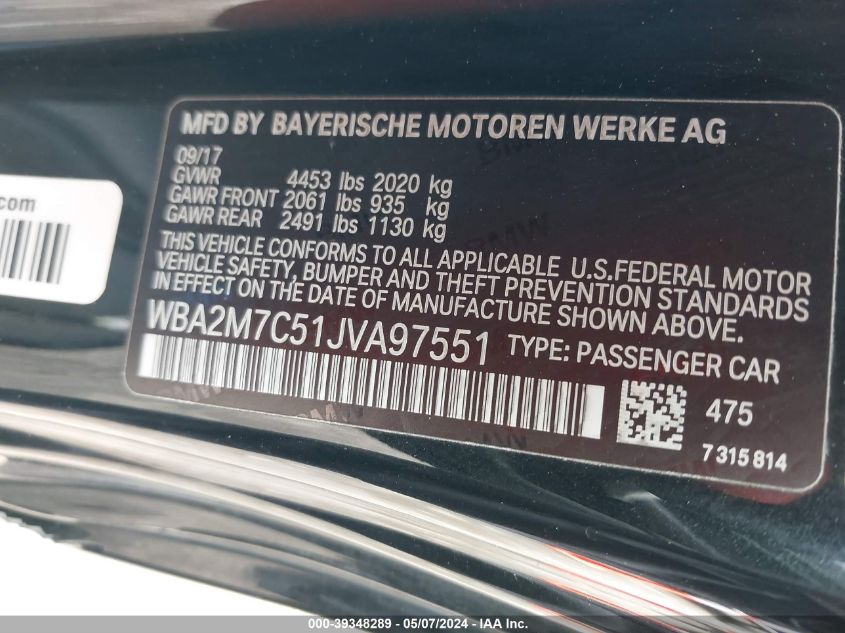 .com
MFD BY BAYERISCHE MOTOREN WERKE AG
09/17
GVWR 4453 lbs 2020 kg
GAWR FRONT 2061 lbs 935 kg
GAWR REAR 2491 lbs 1130 kg
THIS VEHICLE CONFORMS TO ALL APPLICABLE U.S.FEDERAL MOTOR
VEHICLE SAFETY, BUMPER AND THEFT PREVENTION STANDARDS
IN EFFECT ON THE DATE OF MANUFACTURE SHOWN ABOVE.
WBA2M7C51JVA97551 TYPE: PASSENGER CAR
475
7 315 814
000-39348289 - 05/07/2024 - IAAI.com